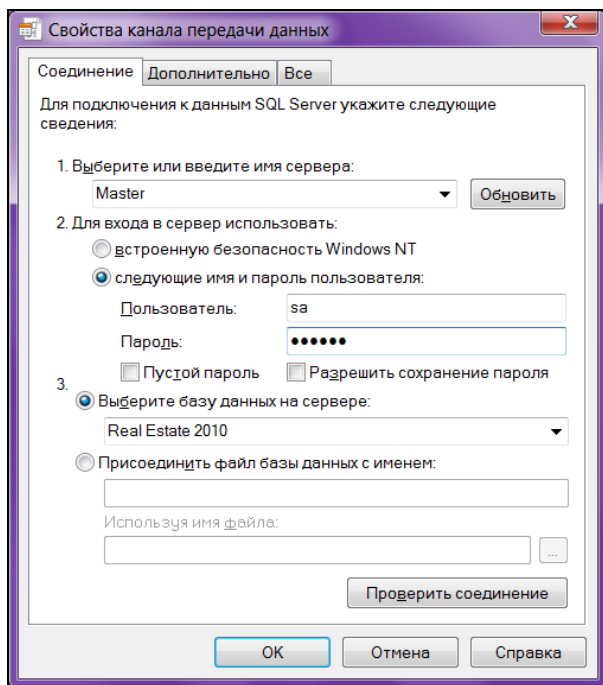 Свойства канала передачи данных
Соединение Дополнительно Все
Для подключения к данным SQL Server укажите следующие
сведения:
1. Выберите или введите имя сервера:
Master Обновить
2. Для входа в сервер использовать:
встроенную безопасность Windows NT
следующие имя и пароль пользователя:
Пользователь: sa
Пароль: ●●●●●●
Пустой пароль Разрешить сохранение пароля
3.
Выберите базу данных на сервере:
Real Estate 2010
Присоединить файл базы данных с именем:
Используя имя файла:
...
Проверить соединение
OK Отмена Справка